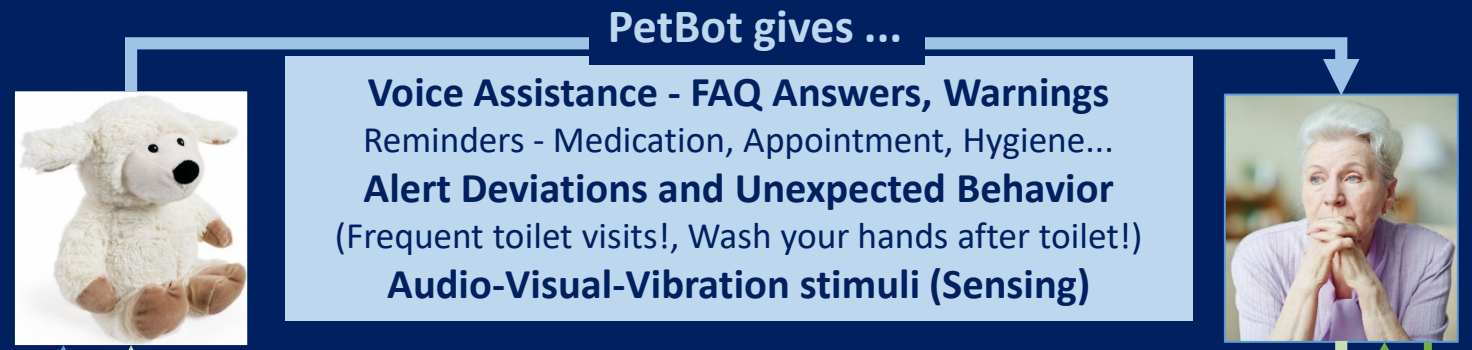 PetBot gives ...
Voice Assistance - FAQ Answers, Warnings
Reminders - Medication, Appointment, Hygiene...
Alert Deviations and Unexpected Behavior
(Frequent toilet visits!, Wash your hands after toilet!)
Audio-Visual-Vibration stimuli (Sensing)